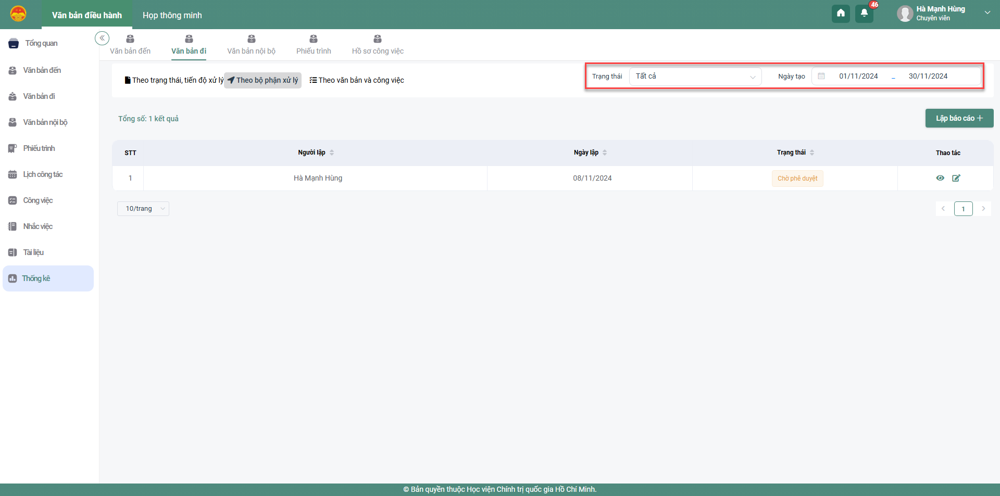 Văn bản điều hành
Họp thông minh
46
Hà Mạnh Hùng
Chuyên viên
Tổng quan
Văn bản đến
Văn bản đi
Văn bản nội bộ
Phiếu trình
Lịch công tác
Công việc
Nhắc việc
Tài liệu
Thống kê
Văn bản đến
Văn bản đi
Văn bản nội bộ
Phiếu trình
Hồ sơ công việc
Theo trạng thái, tiến độ xử lý
Theo bộ phận xử lý
Theo văn bản và công việc
Trạng thái
Tất cả
Ngày tạo
01/11/2024 – 30/11/2024
Tổng số: 1 kết quả
Lập báo cáo +
STT Người lập Ngày lập Trạng thái Thao tác
1 Hà Mạnh Hùng 08/11/2024 Chờ phê duyệt
10/trang
1
© Bản quyền thuộc Học viện Chính trị quốc gia Hồ Chí Minh.